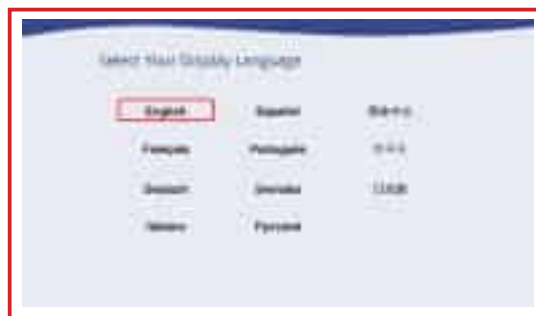 Select Your Display Language
English Español
Français Português
Deutsch Svenska
Italiano Русский